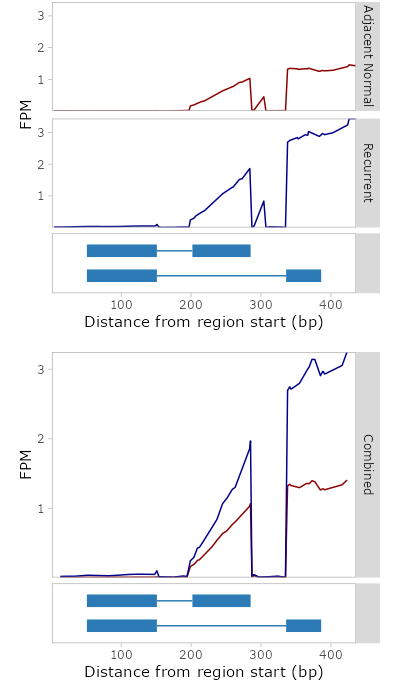 Adjacent Normal
3
2
1
FPM
Recurrent
3
2
1
100
200
300
400
Distance from region start (bp)
Combined
3
2
1
FPM
100
200
300
400
Distance from region start (bp)